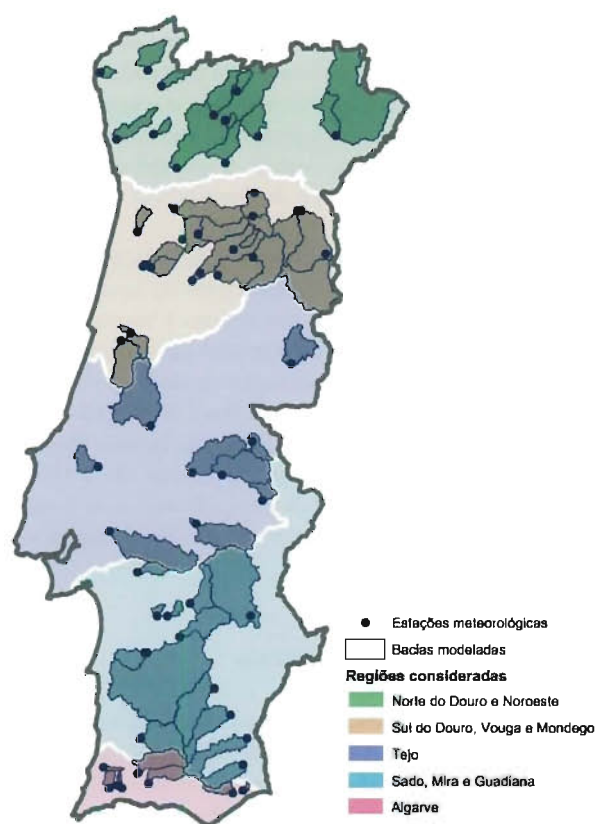 Estações meteorológicas
Bacias modeladas
Regiões consideradas
Norte do Douro e Noroeste
Sul do Douro, Vouga e Mondego
Tejo
Sado, Mira e Guadiana
Algarve